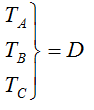 T_A
T_B } = D
T_C